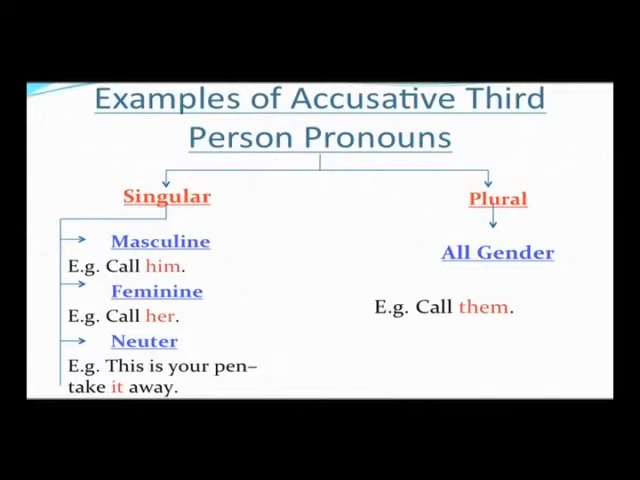 Examples of Accusative Third
Person Pronouns
Singular
Masculine
E.g. Call him.
Feminine
E.g. Call her.
Neuter
E.g. This is your pen–
take it away.
Plural
All Gender
E.g. Call them.